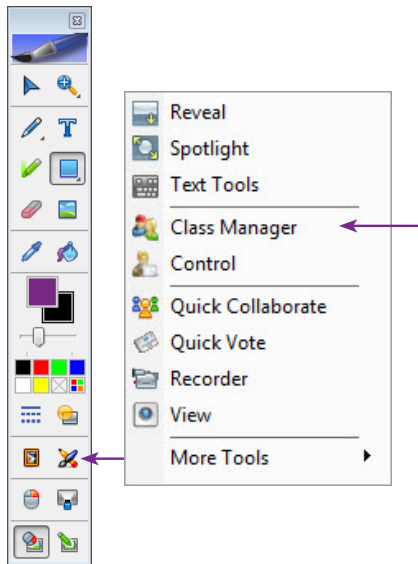 T
Reveal
Spotlight
Text Tools
Class Manager
Control
Quick Collaborate
Quick Vote
Recorder
View
More Tools